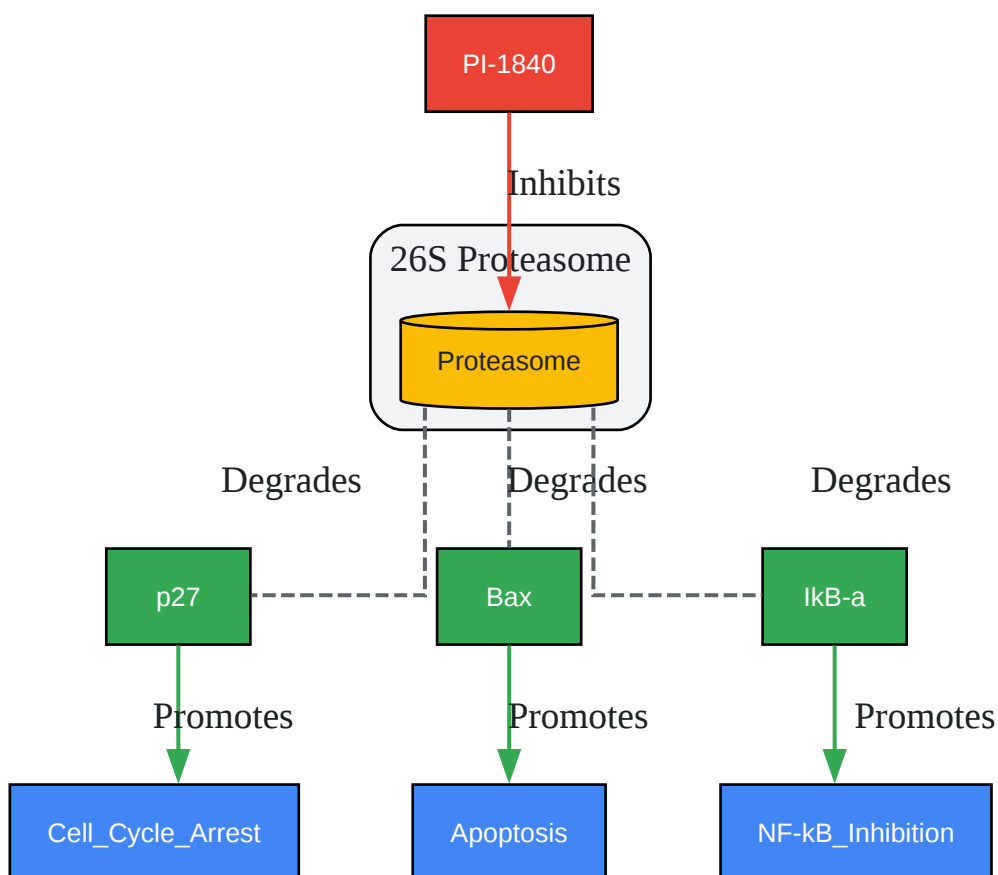 PI-1840
Inhibits
26S Proteasome
Proteasome
Degrades
Degrades
Degrades
p27
Bax
IkB-a
Promotes
Promotes
Promotes
Cell_Cycle_Arrest
Apoptosis
NF-kB_Inhibition